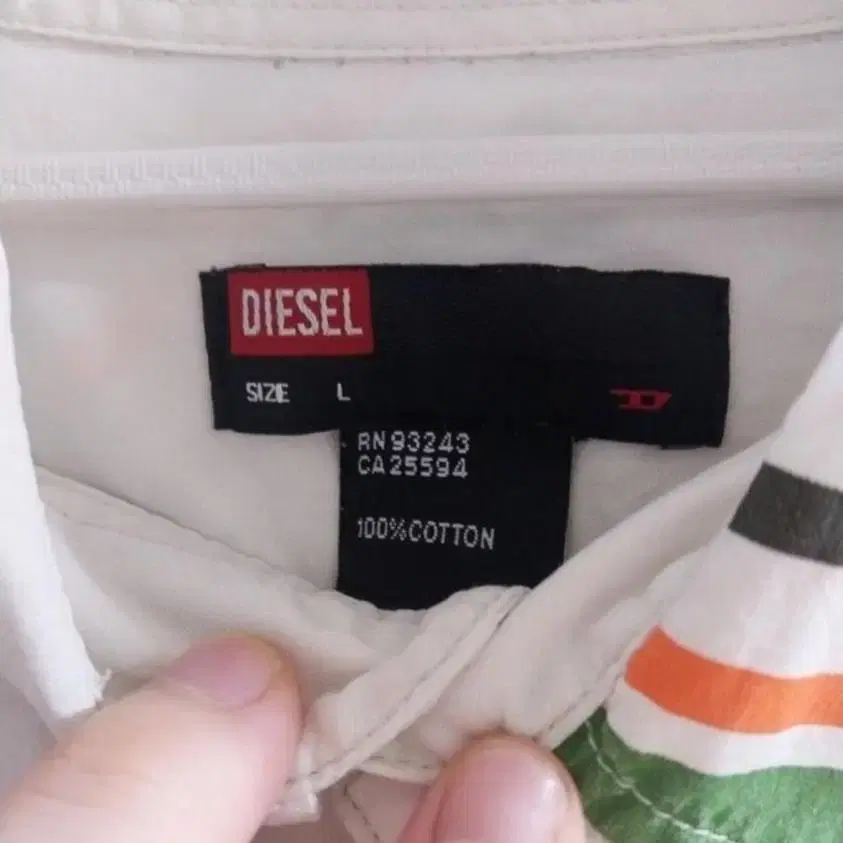 DIESEL
SIZE L
RN 93243
CA 25594
100% COTTON